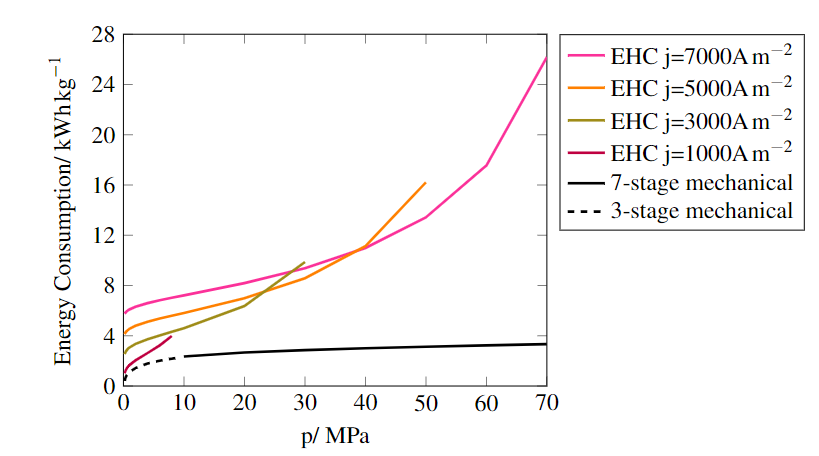 28
24
20
16
12
8
4
0
0 10 20 30 40 50 60 70
p/ MPa
Energy Consumption/ kWhkg⁻¹
EHC j=7000A m⁻²
EHC j=5000A m⁻²
EHC j=3000A m⁻²
EHC j=1000A m⁻²
7-stage mechanical
3-stage mechanical